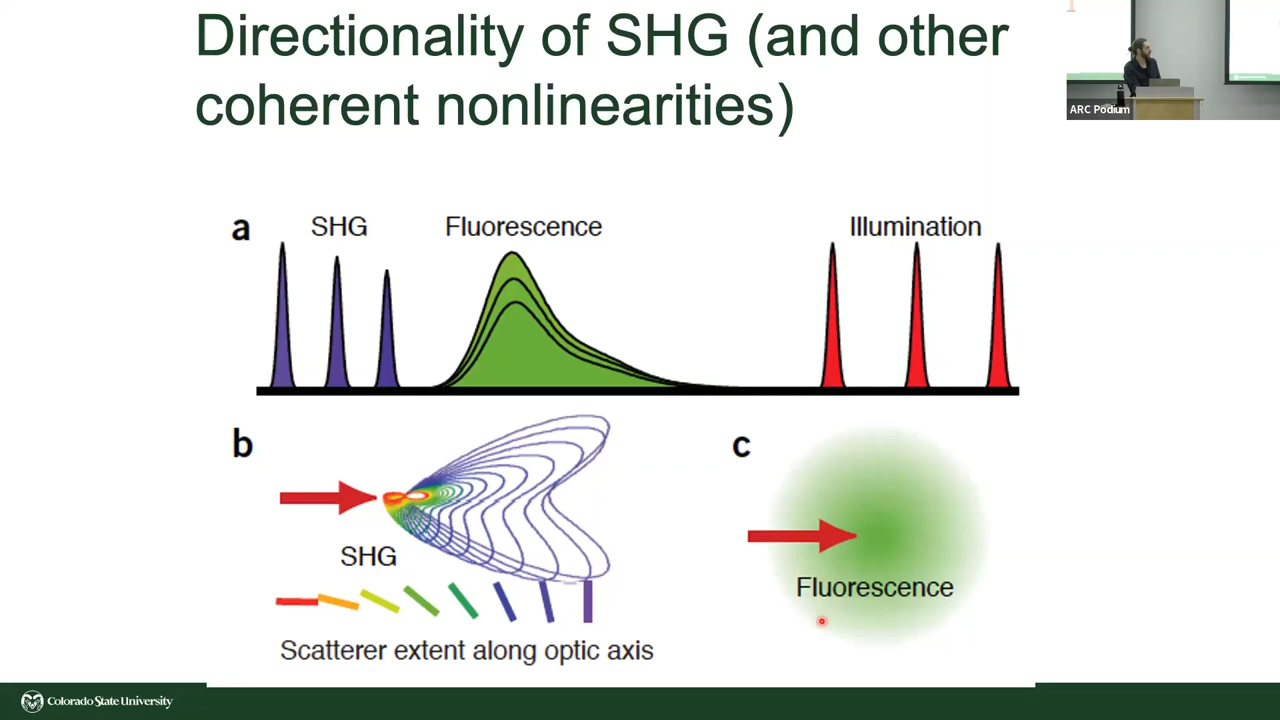 Directionality of SHG (and other
coherent nonlinearities)
ARC Podium
a
SHG
Fluorescence
Illumination
b
SHG
Scatterer extent along optic axis
c
Fluorescence
Colorado State University